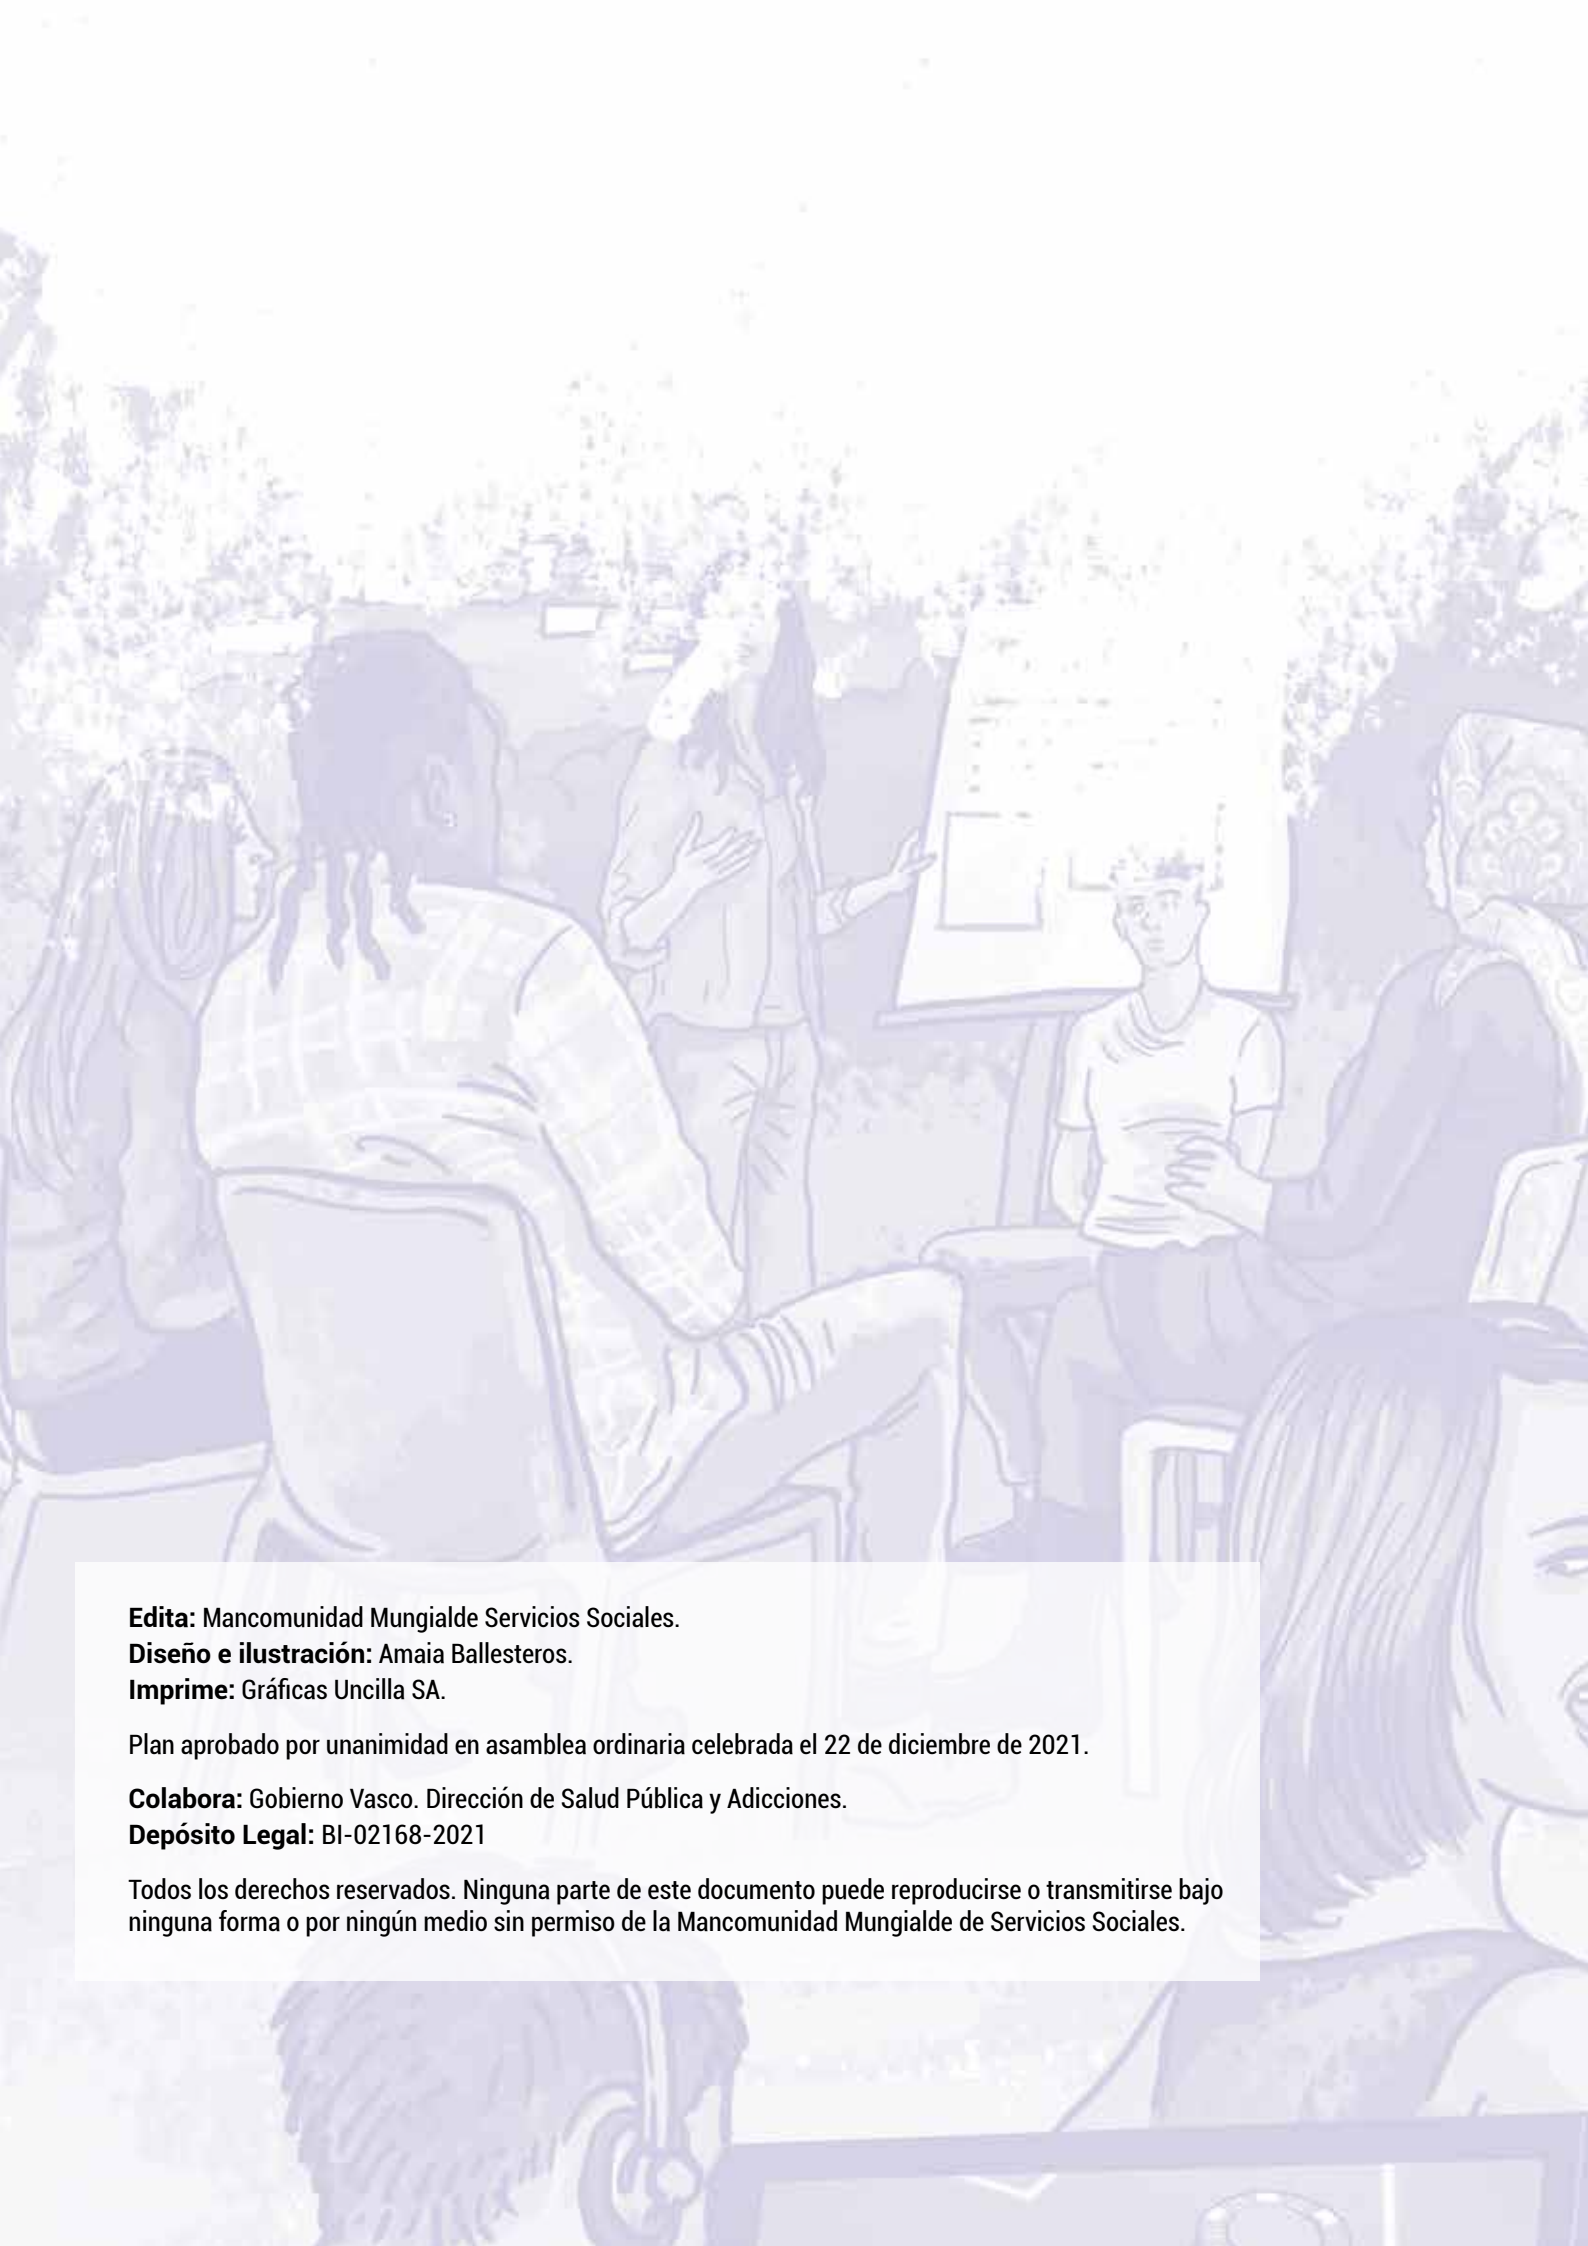 Edita: Mancomunidad Mungialde Servicios Sociales.
Diseño e ilustración: Amaia Ballesteros.
Imprime: Gráficas Uncilla SA.
Plan aprobado por unanimidad en asamblea ordinaria celebrada el 22 de diciembre de 2021.
Colabora: Gobierno Vasco. Dirección de Salud Pública y Adicciones.
Depósito Legal: BI-02168-2021
Todos los derechos reservados. Ninguna parte de este documento puede reproducirse o transmitirse bajo
ninguna forma o por ningún medio sin permiso de la Mancomunidad Mungialde de Servicios Sociales.